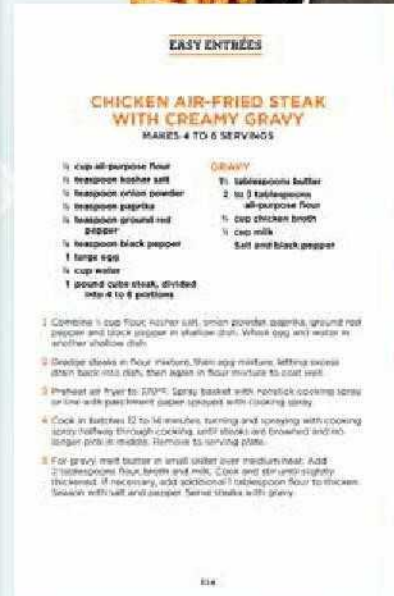 EASY ENTRÉES
CHICKEN AIR-FRIED STEAK
WITH CREAMY GRAVY
MAKES 4 TO 6 SERVINGS
cup all-purpose flour
teaspoon kosher salt
teaspoon onion powder
teaspoon paprika
teaspoon ground red
pepper
teaspoon black pepper
1 large egg
cup water
1 pound cube steak, divided
into 4 to 6 portions
GRAVY
tablespoons butter
2 to 3 tablespoons
all-purpose flour
cup chicken broth
cup milk
Salt and black pepper
1 Combine cup flour, kosher salt, onion powder, paprika, ground red
pepper and black pepper in shallow dish. Whisk egg and water in
another shallow dish.
2 Dredge steaks in flour mixture, then egg mixture, letting excess
drain back into dish, then again in flour mixture to coat well.
3 Preheat air fryer to 370°F. Spray basket with nonstick cooking spray
or line with parchment paper sprayed with cooking spray.
4 Cook in batches 12 to 14 minutes, turning and spraying with cooking
spray halfway through cooking, until steaks are browned and no
longer pink in middle. Remove to serving plate.
5 For gravy, melt butter in small skillet over medium heat. Add
2 tablespoons flour, broth and milk. Cook and stir until slightly
thickened. If necessary, add additional 1 tablespoon flour to thicken.
Season with salt and pepper. Serve steaks with gravy.